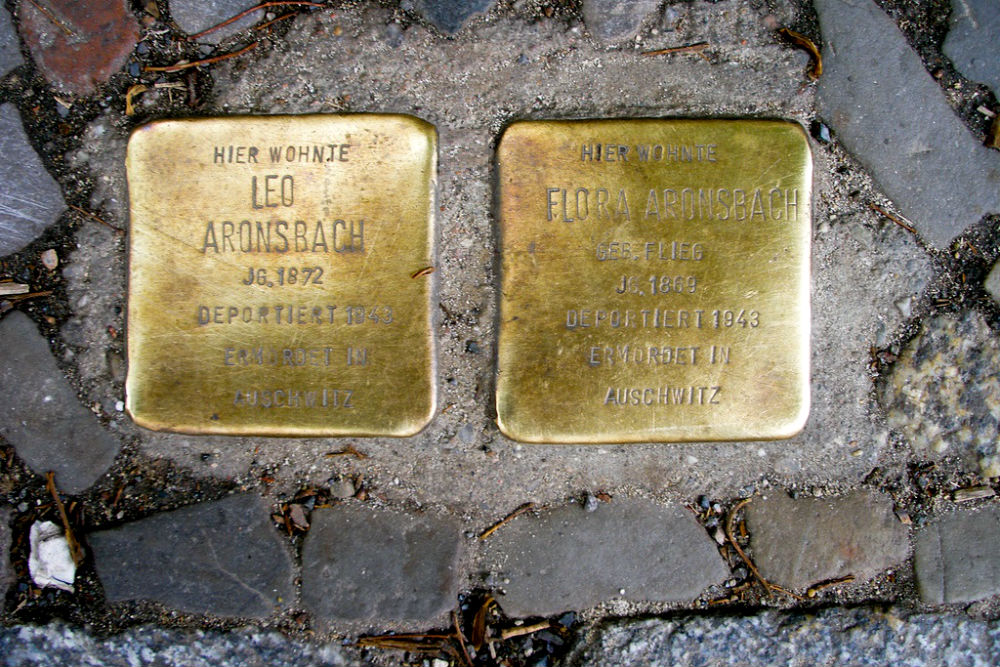 HIER WOHNTE
LEO
ARONSBACH
JG. 1872
DEPORTIERT 1943
ERMORDET IN
AUSCHWITZ
HIER WOHNTE
FLORA ARONSBACH
GEB. FLIEG
JG. 1869
DEPORTIERT 1943
ERMORDET IN
AUSCHWITZ